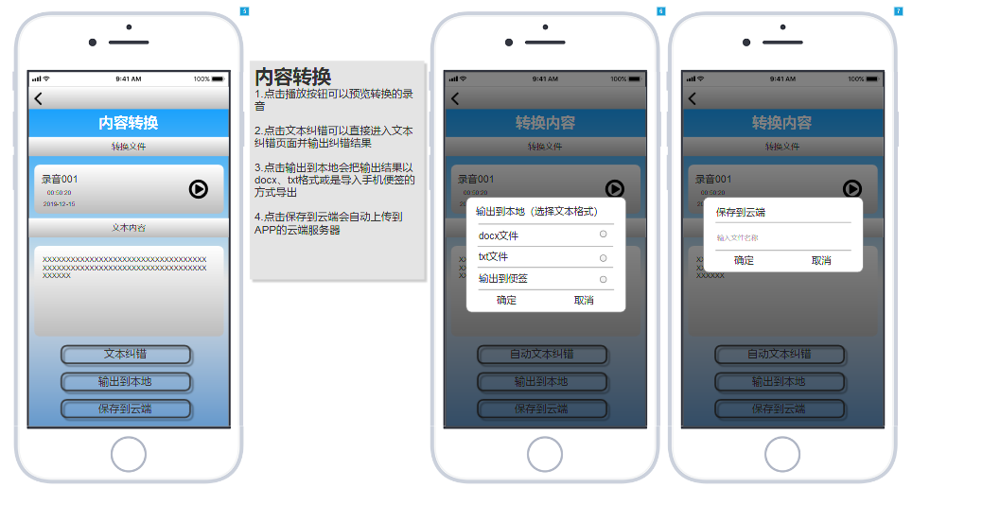 5
9:41 AM
100%
内容转换
转换文件
录音001
00:50:20
2019-12-15
文本内容
XXXXXXXXXXXXXXXXXXXXXXXXXXXXXXXXXX
XXXXXXXXXXXXXXXXXXXXXXXXXXXXXXXXXX
XXXXXX
文本纠错
输出到本地
保存到云端
内容转换
1.点击播放按钮可以预览转换的录
音
2.点击文本纠错可以直接进入文本
纠错页面并输出纠错结果
3.点击输出到本地会把输出结果以
docx、txt格式或是导入手机便签的
方式导出
4.点击保存到云端会自动上传到
APP的云端服务器
6
9:41 AM
100%
转换内容
转换文件
录音001
输出到本地（选择文本格式）
docx文件
txt文件
输出到便签
确定
取消
自动文本纠错
输出到本地
保存到云端
7
9:41 AM
100%
转换内容
转换文件
录音001
保存到云端
输入文件名称
确定
取消
XXXXXX
自动文本纠错
输出到本地
保存到云端